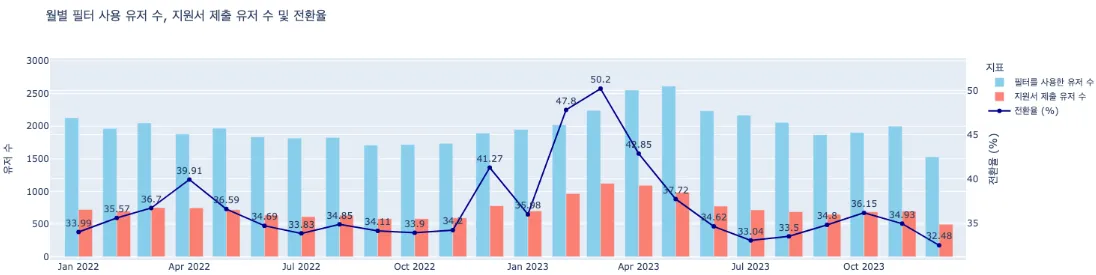 월별 필터 사용 유저 수, 지원서 제출 유저 수 및 전환율
3000
2500
2000
1500
1000
500
0
유저 수
33.99
35.57
36.7
39.91
36.59
34.69
33.83
34.85
34.11
33.9
34.2
41.27
35.98
47.8
50.2
42.85
37.72
34.62
33.04
33.5
34.8
36.15
34.93
32.48
Jan 2022
Apr 2022
Jul 2022
Oct 2022
Jan 2023
Apr 2023
Jul 2023
Oct 2023
50
45
40
35
전환율 (%)
지표
필터를 사용한 유저 수
지원서 제출 유저 수
전환율 (%)